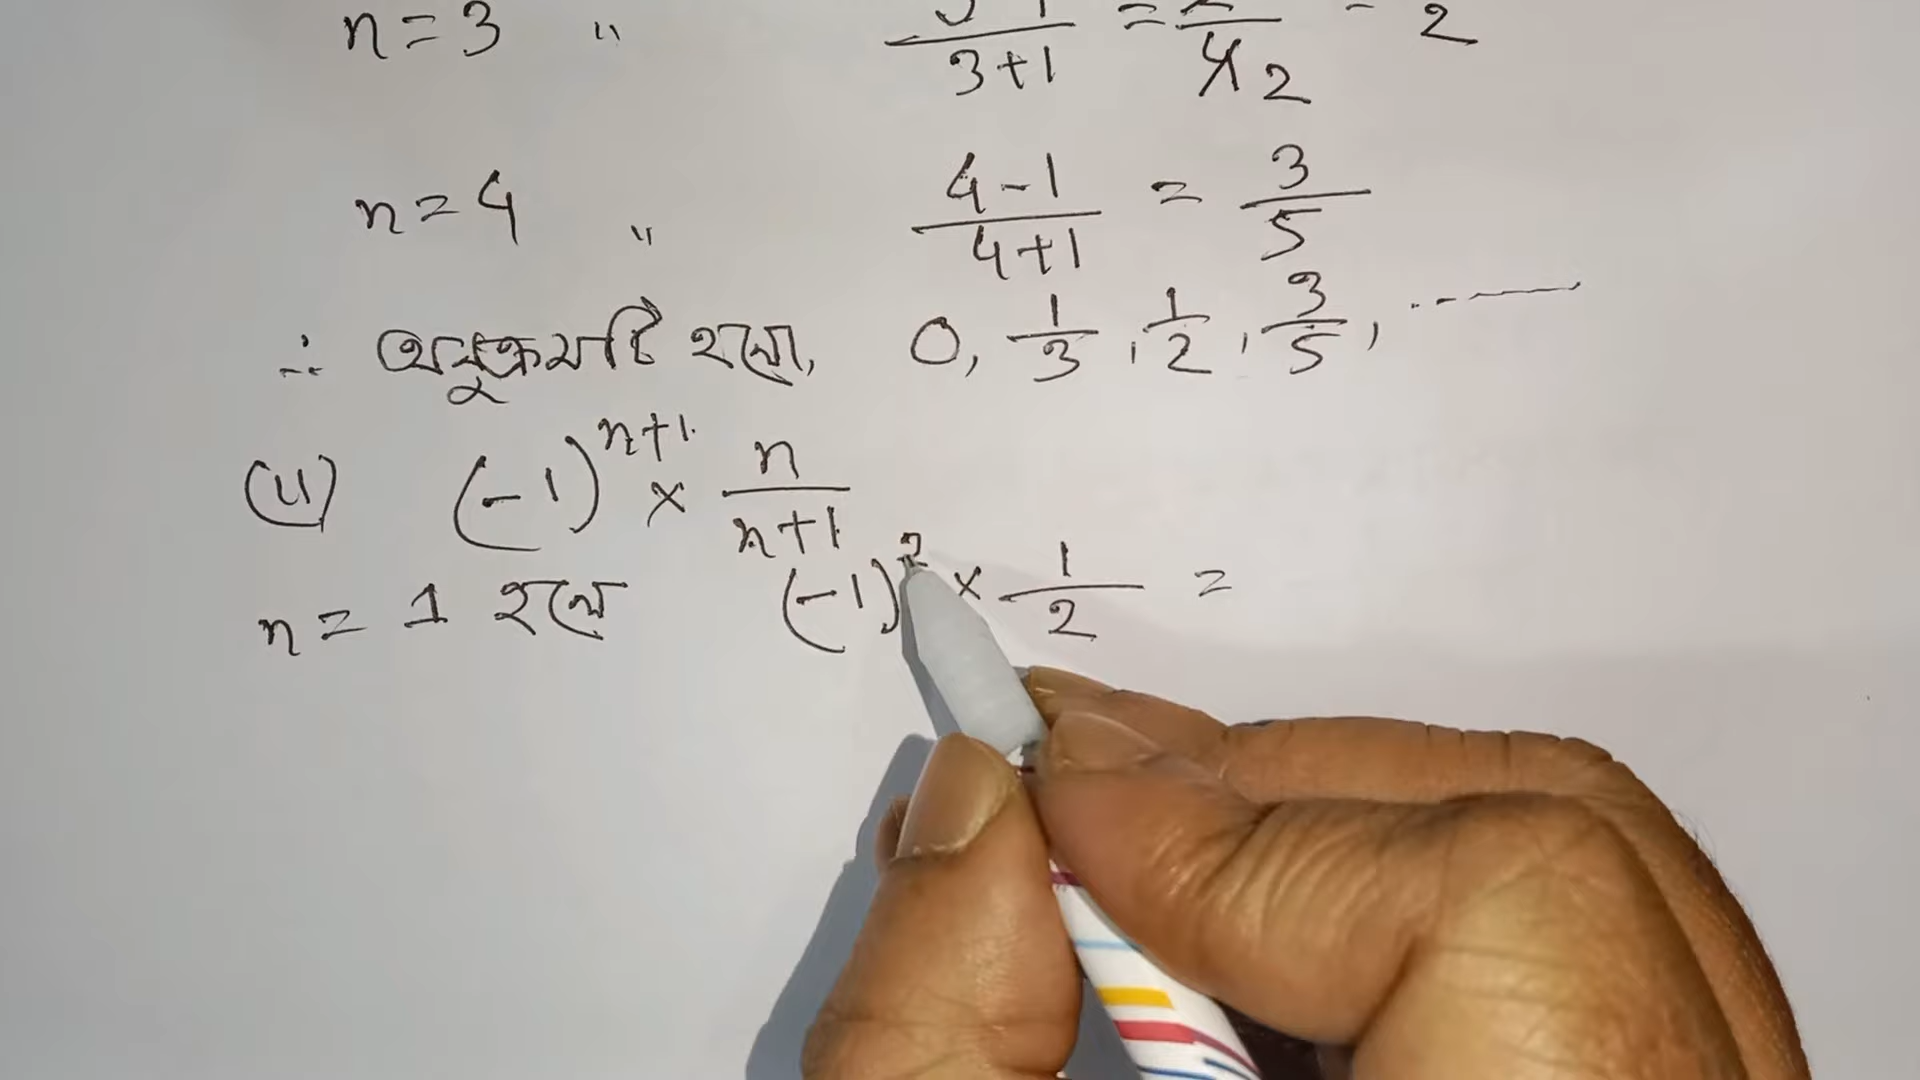 n = 3 " 3-1/3+1 = 2/4 2 = 2
n = 4 " 4-1/4+1 = 3/5
∴ অনুক্রমটি হলো, 0, 1/3, 1/2, 3/5, ......
(ii) (-1)^n+1 × n/n+1
n = 1 হলে (-1)^2 × 1/2 =